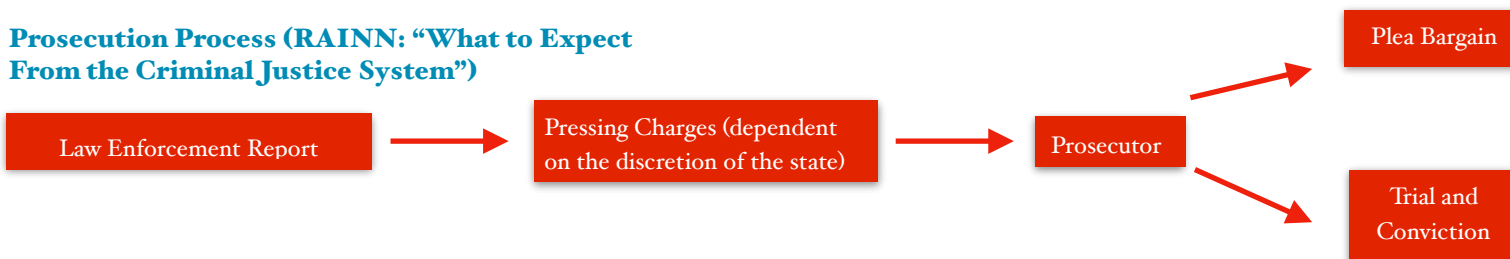 Prosecution Process (RAINN: “What to Expect
From the Criminal Justice System”)
Law Enforcement Report
Pressing Charges (dependent
on the discretion of the state)
Prosecutor
Plea Bargain
Trial and
Conviction